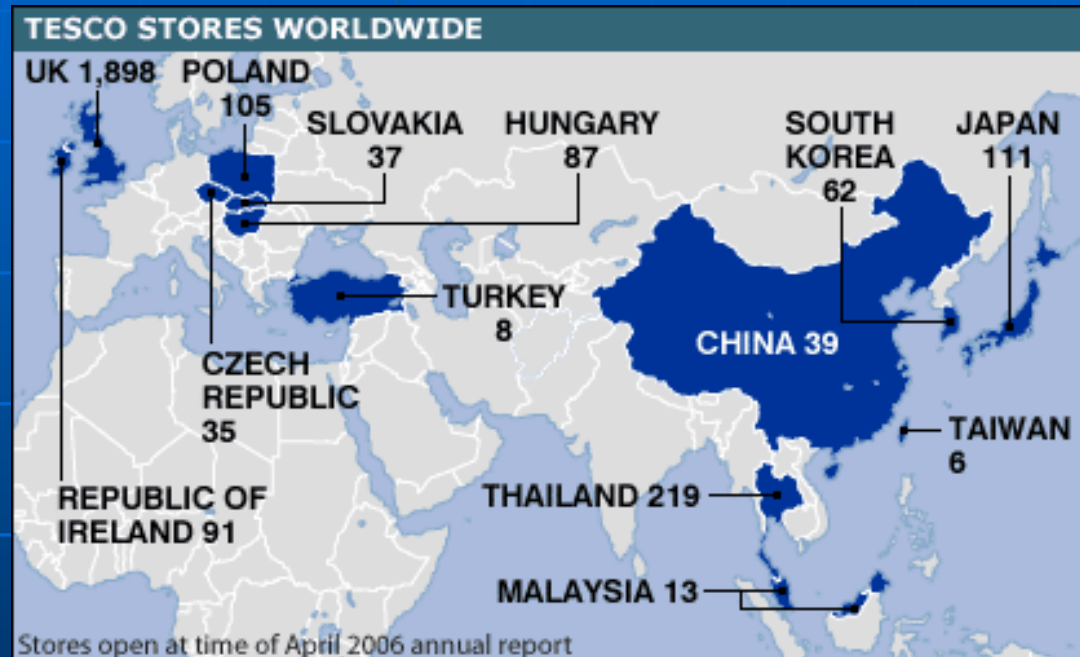 TESCO STORES WORLDWIDE
UK 1,898
POLAND
105
SLOVAKIA
37
HUNGARY
87
SOUTH
KOREA
62
JAPAN
111
TURKEY
8
CHINA 39
CZECH
REPUBLIC
35
TAIWAN
6
REPUBLIC OF
IRELAND 91
THAILAND 219
MALAYSIA 13
Stores open at time of April 2006 annual report